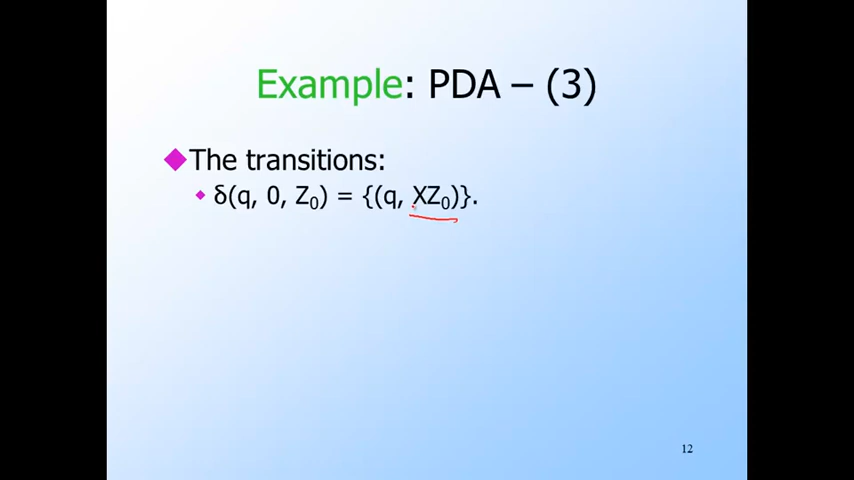 Example: PDA – (3)
The transitions:
δ(q, 0, Z₀) = {(q, XZ₀)}.
12